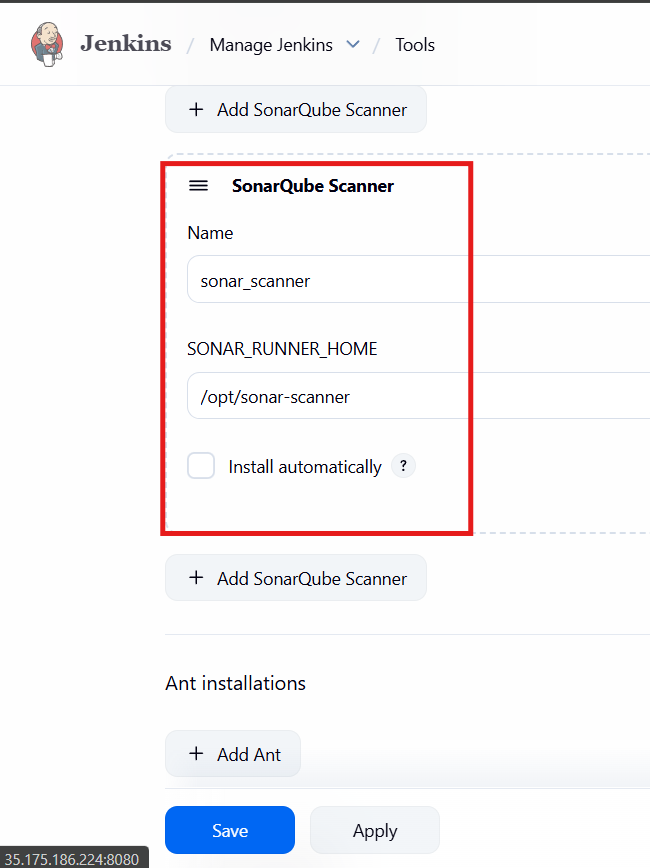 Jenkins / Manage Jenkins / Tools
+ Add SonarQube Scanner
SonarQube Scanner
Name
sonar_scanner
SONAR_RUNNER_HOME
/opt/sonar-scanner
Install automatically ?
+ Add SonarQube Scanner
Ant installations
+ Add Ant
Save Apply
35.175.186.224:8080